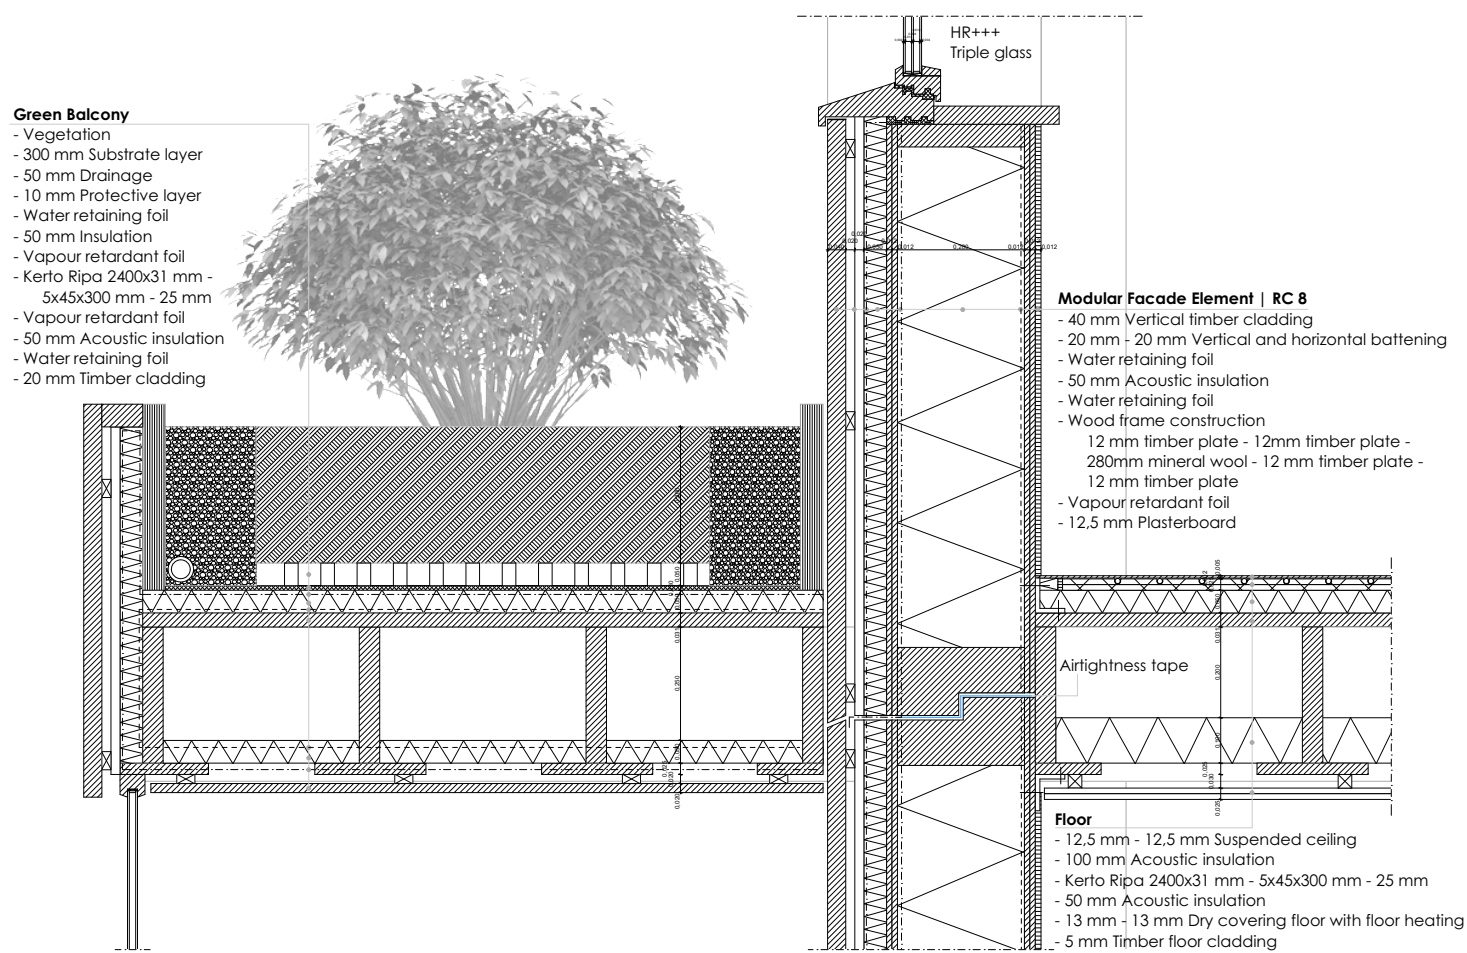 HR+++
Triple glass
Green Balcony
- Vegetation
- 300 mm Substrate layer
- 50 mm Drainage
- 10 mm Protective layer
- Water retaining foil
- 50 mm Insulation
- Vapour retardant foil
- Kerto Ripa 2400x31 mm -
5x45x300 mm - 25 mm
- Vapour retardant foil
- 50 mm Acoustic insulation
- Water retaining foil
- 20 mm Timber cladding
Modular Facade Element | RC 8
- 40 mm Vertical timber cladding
- 20 mm - 20 mm Vertical and horizontal battening
- Water retaining foil
- 50 mm Acoustic insulation
- Water retaining foil
- Wood frame construction
12 mm timber plate - 12mm timber plate -
280mm mineral wool - 12 mm timber plate -
12 mm timber plate
- Vapour retardant foil
- 12,5 mm Plasterboard
Airtightness tape
Floor
- 12,5 mm - 12,5 mm Suspended ceiling
- 100 mm Acoustic insulation
- Kerto Ripa 2400x31 mm - 5x45x300 mm - 25 mm
- 50 mm Acoustic insulation
- 13 mm - 13 mm Dry covering floor with floor heating
- 5 mm Timber floor cladding